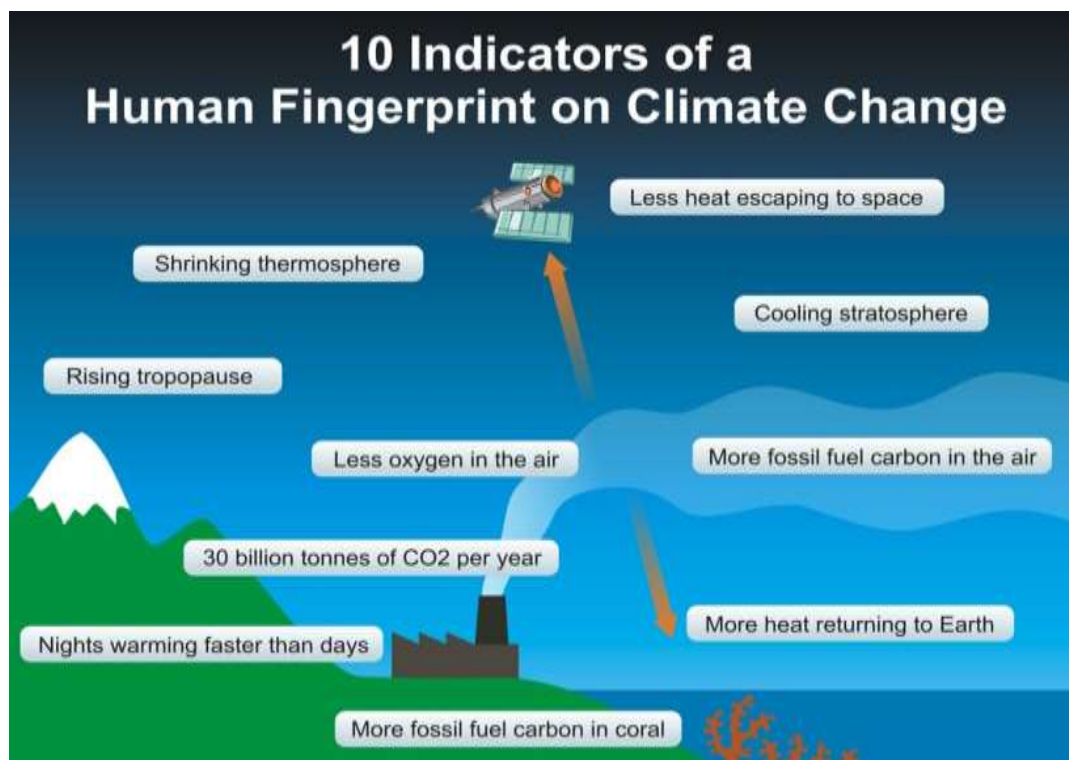 10 Indicators of a
Human Fingerprint on Climate Change
Less heat escaping to space
Shrinking thermosphere
Cooling stratosphere
Rising tropopause
Less oxygen in the air
More fossil fuel carbon in the air
30 billion tonnes of CO2 per year
More heat returning to Earth
Nights warming faster than days
More fossil fuel carbon in coral